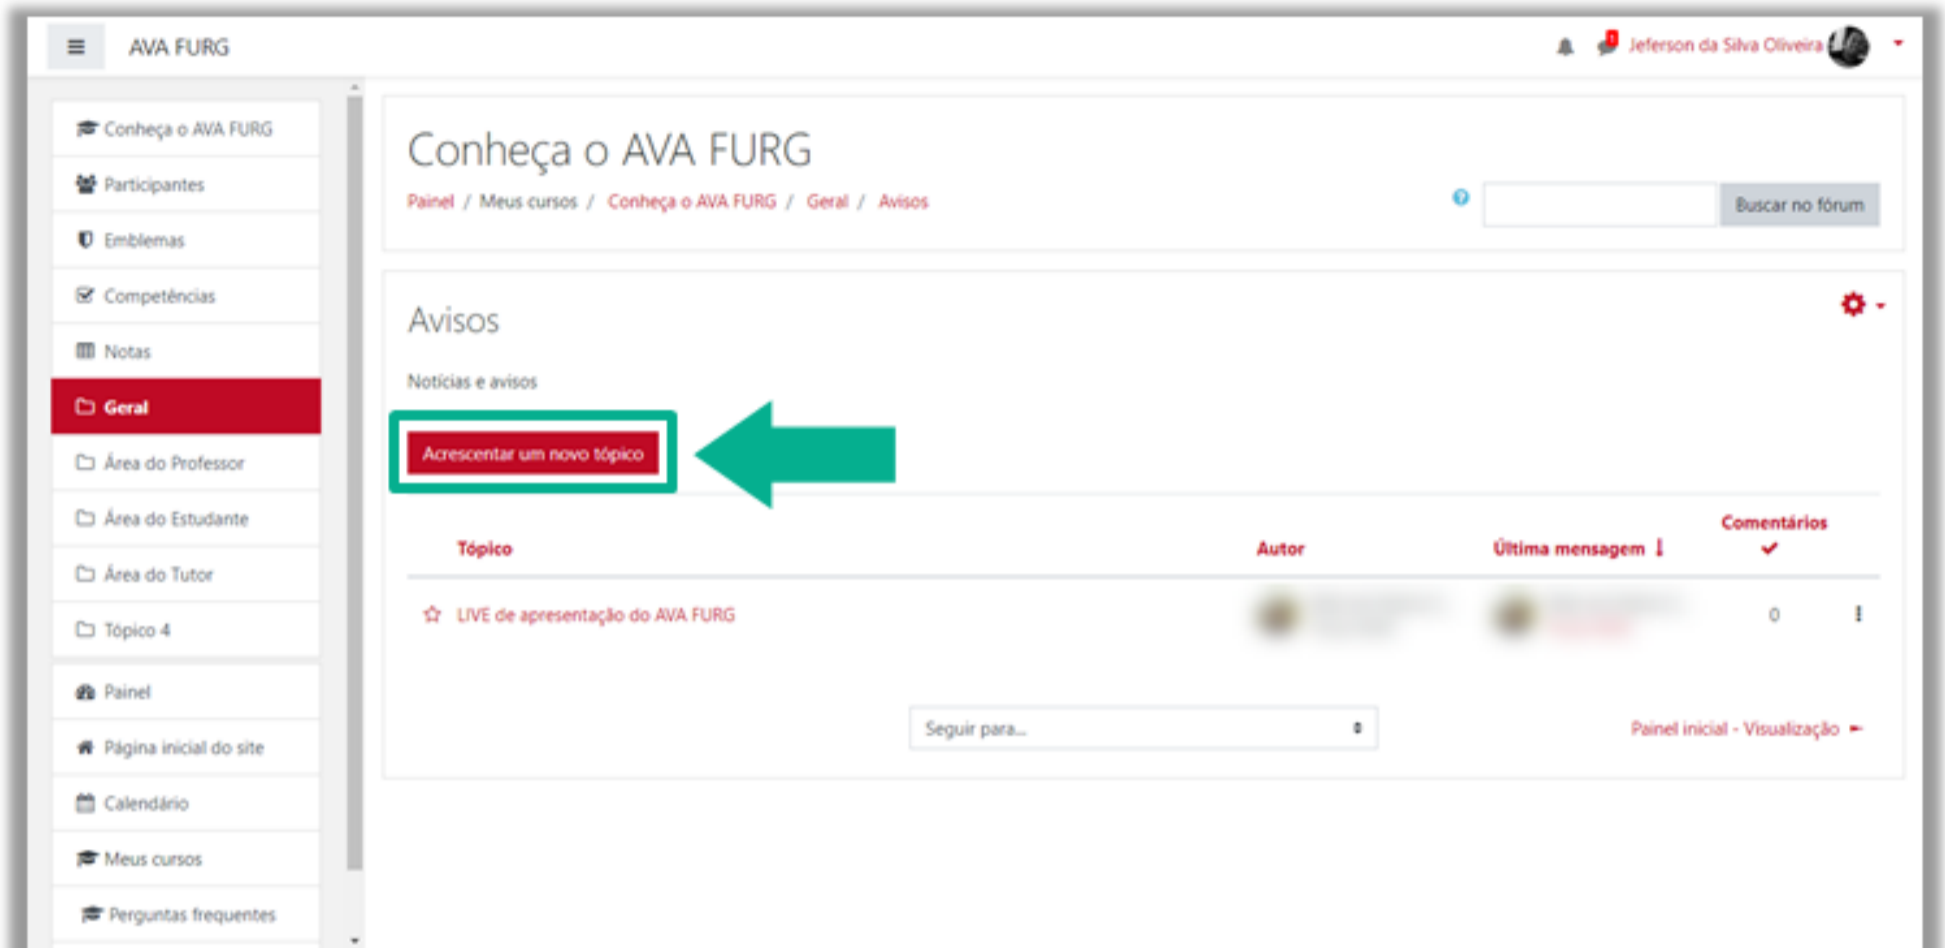 AVA FURG
1
Jeferson da Silva Oliveira
Conheça o AVA FURG
Participantes
Emblemas
Competências
Notas
Geral
Área do Professor
Área do Estudante
Área do Tutor
Tópico 4
Painel
Página inicial do site
Calendário
Meus cursos
Perguntas frequentes
Conheça o AVA FURG
Painel / Meus cursos / Conheça o AVA FURG / Geral / Avisos
Buscar no fórum
Avisos
Notícias e avisos
Acrescentar um novo tópico
Comentários
Tópico Autor Última mensagem
LIVE de apresentação do AVA FURG 0
Seguir para...
Painel inicial - Visualização